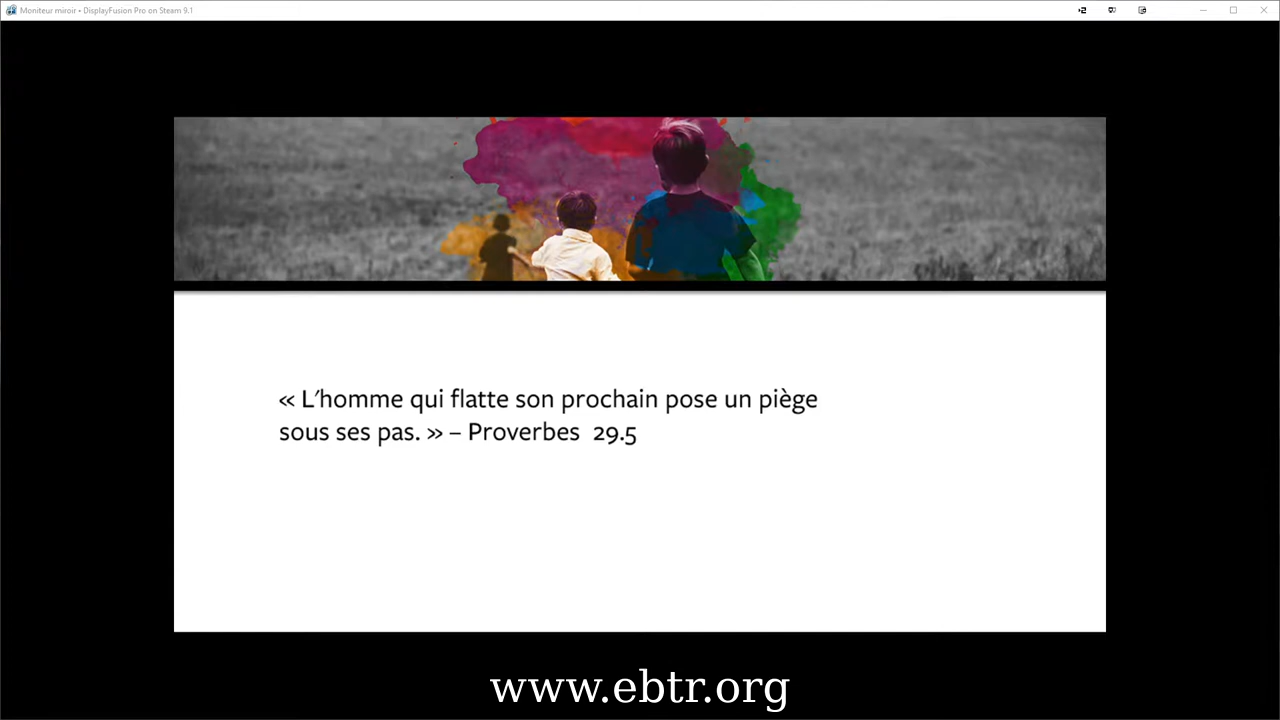 Moniteur miroir • DisplayFusion Pro on Steam 9.1
« L'homme qui flatte son prochain pose un piège
sous ses pas. » – Proverbes 29.5
www.ebtr.org